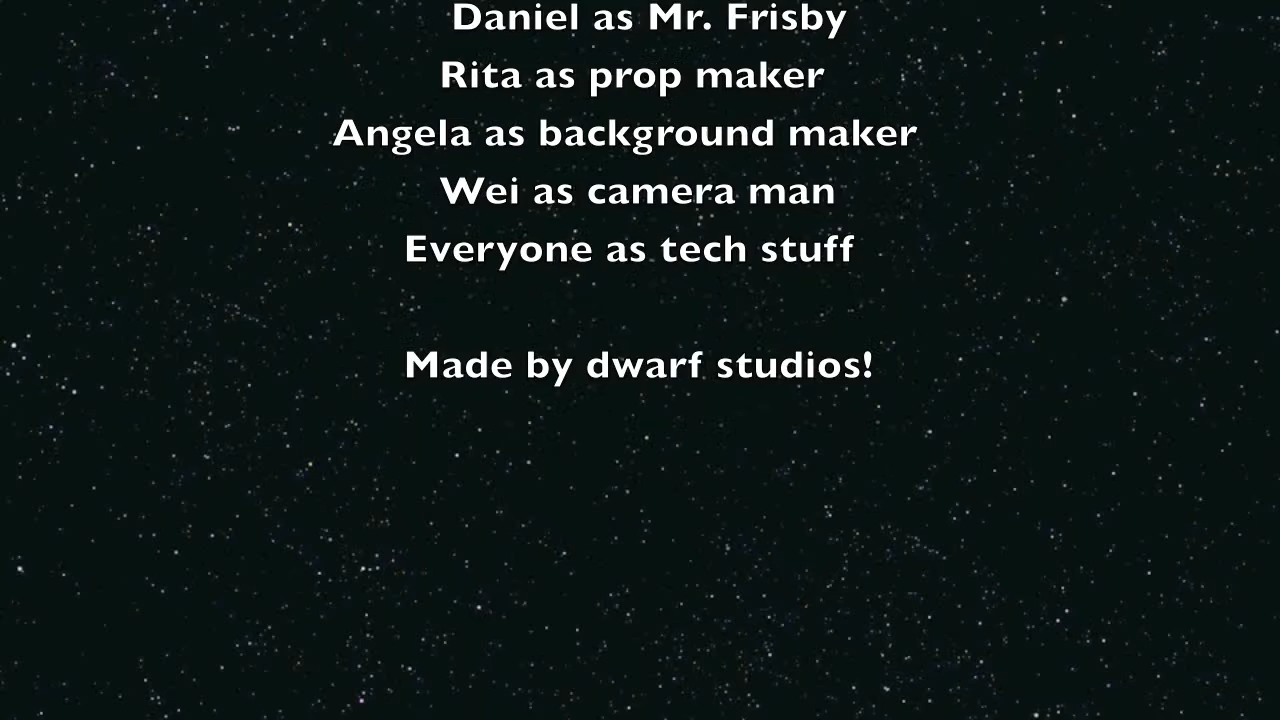 Daniel as Mr. Frisby
Rita as prop maker
Angela as background maker
Wei as camera man
Everyone as tech stuff
Made by dwarf studios!